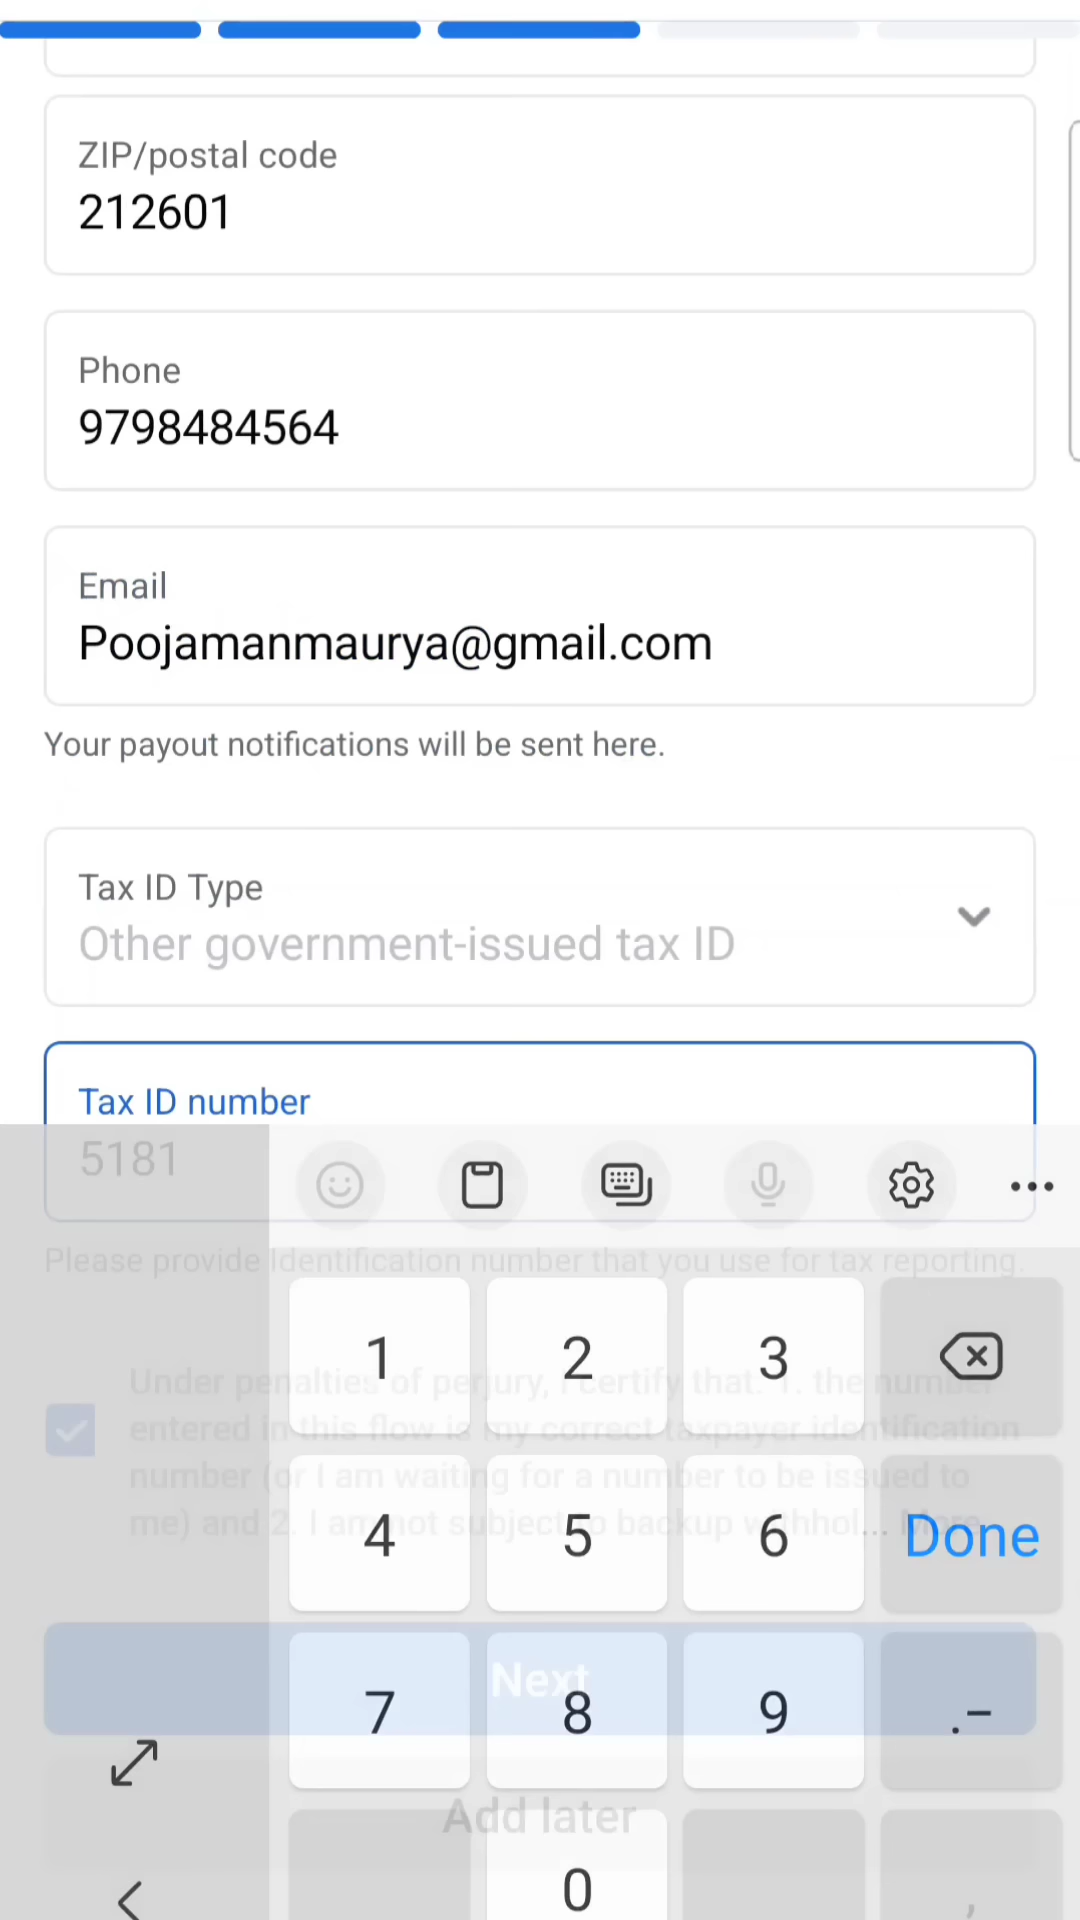 ZIP/postal code
212601
Phone
9798484564
Email
Poojamanmaurya@gmail.com
Your payout notifications will be sent here.
Tax ID Type
Other government-issued tax ID
Tax ID number
5181
Please provide Identification number that you use for tax reporting.
1 2 3
Under penalties of perjury, I certify that: 1. the number
entered in this flow is my correct taxpayer identification
number (or I am waiting for a number to be issued to
me) and 2. I am not subject to backup withhol... More
4 5 6 Done
Next
7 8 9 .-
Add later
0 ,